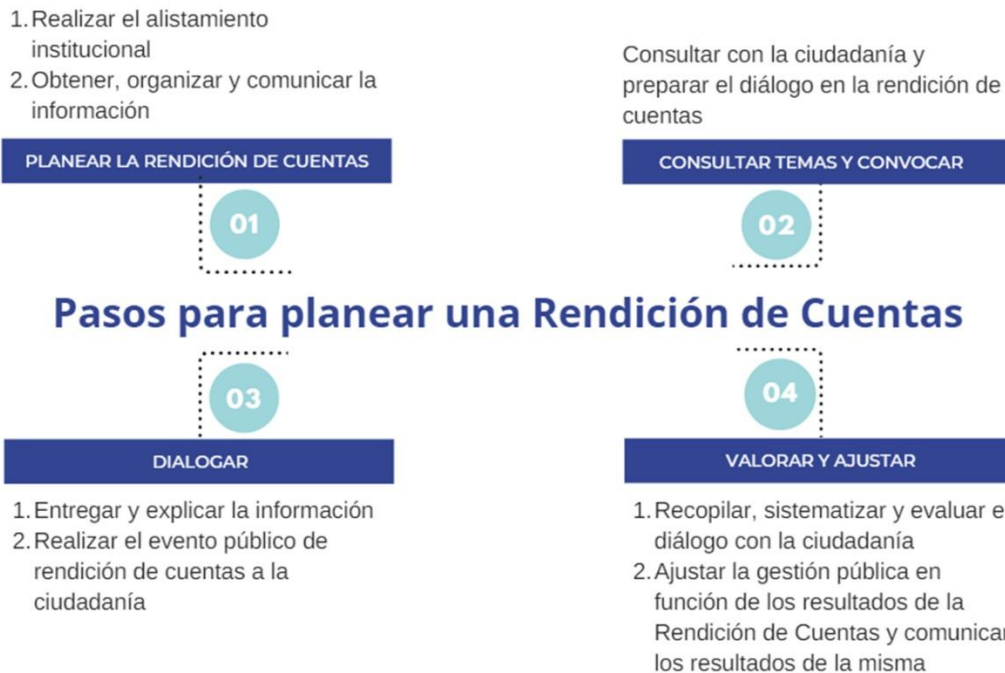 1. Realizar el alistamiento
institucional
2. Obtener, organizar y comunicar la
información
PLANEAR LA RENDICIÓN DE CUENTAS
01
Consultar con la ciudadanía y
preparar el diálogo en la rendición de
cuentas
CONSULTAR TEMAS Y CONVOCAR
02
Pasos para planear una Rendición de Cuentas
03
DIALOGAR
1. Entregar y explicar la información
2. Realizar el evento público de
rendición de cuentas a la
ciudadanía
04
VALORAR Y AJUSTAR
1. Recopilar, sistematizar y evaluar e
diálogo con la ciudadanía
2. Ajustar la gestión pública en
función de los resultados de la
Rendición de Cuentas y comunicar
los resultados de la misma